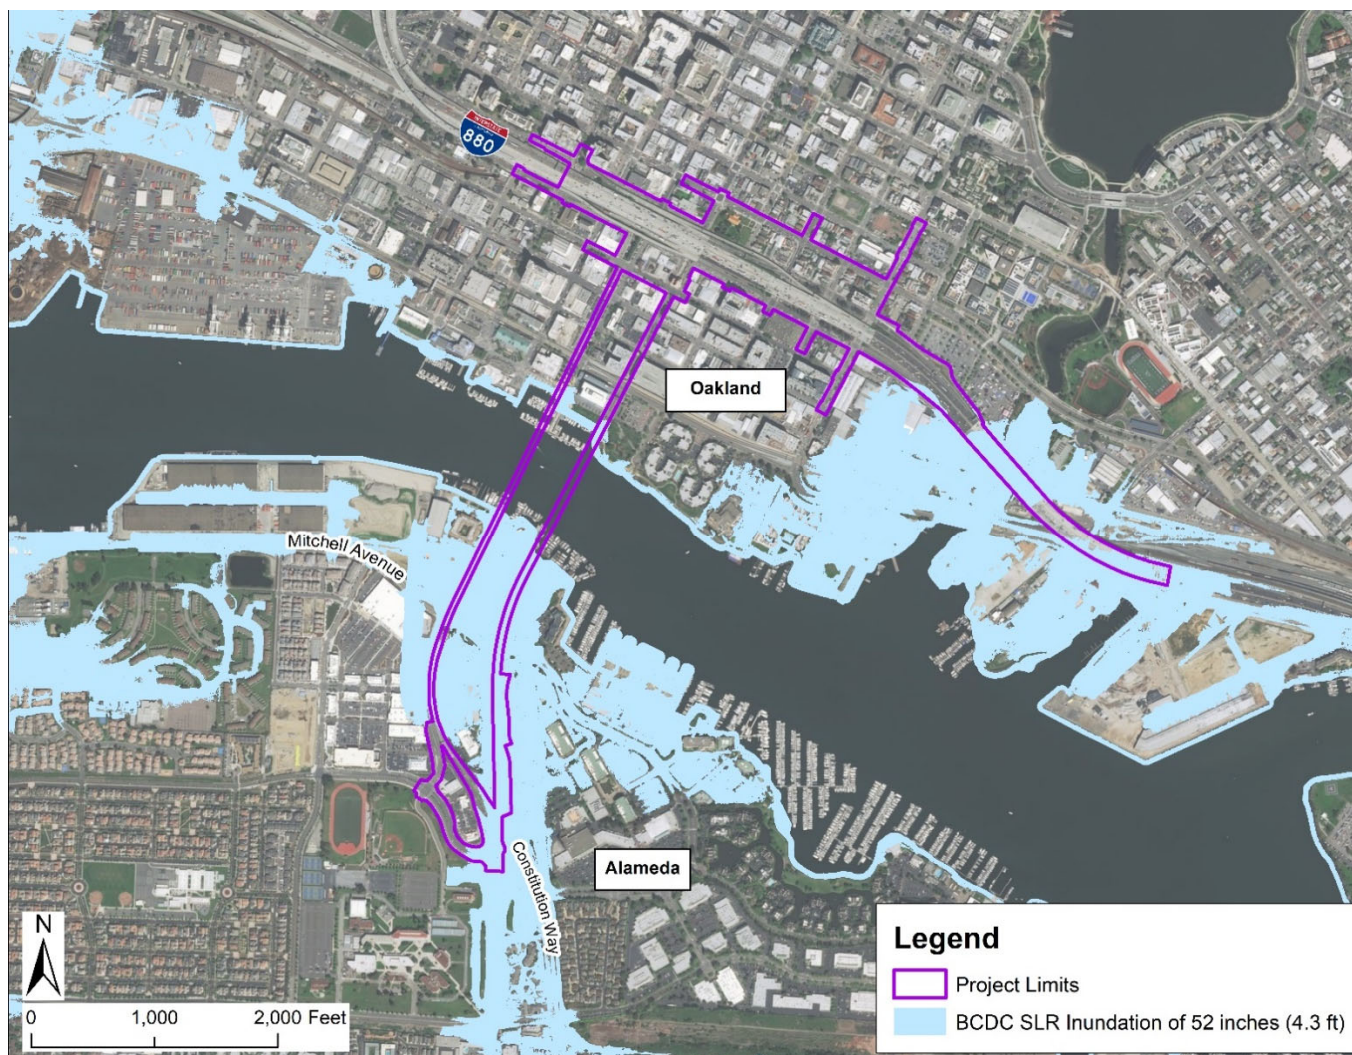 INTERSTATE
880
Oakland
Mitchell Avenue
Alameda
Constitution Way
N
0 1,000 2,000 Feet
Legend
Project Limits
BCDC SLR Inundation of 52 inches (4.3 ft)